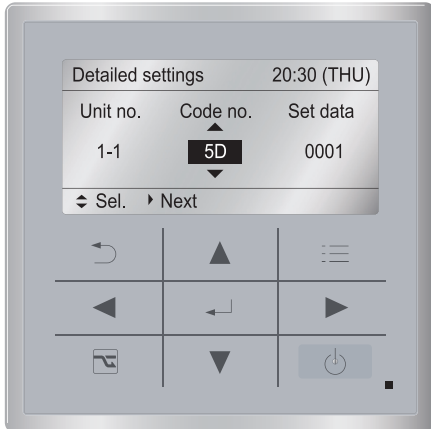 Detailed settings 20:30 (THU)
Unit no. Code no. Set data
1-1 5D 0001
Sel. Next